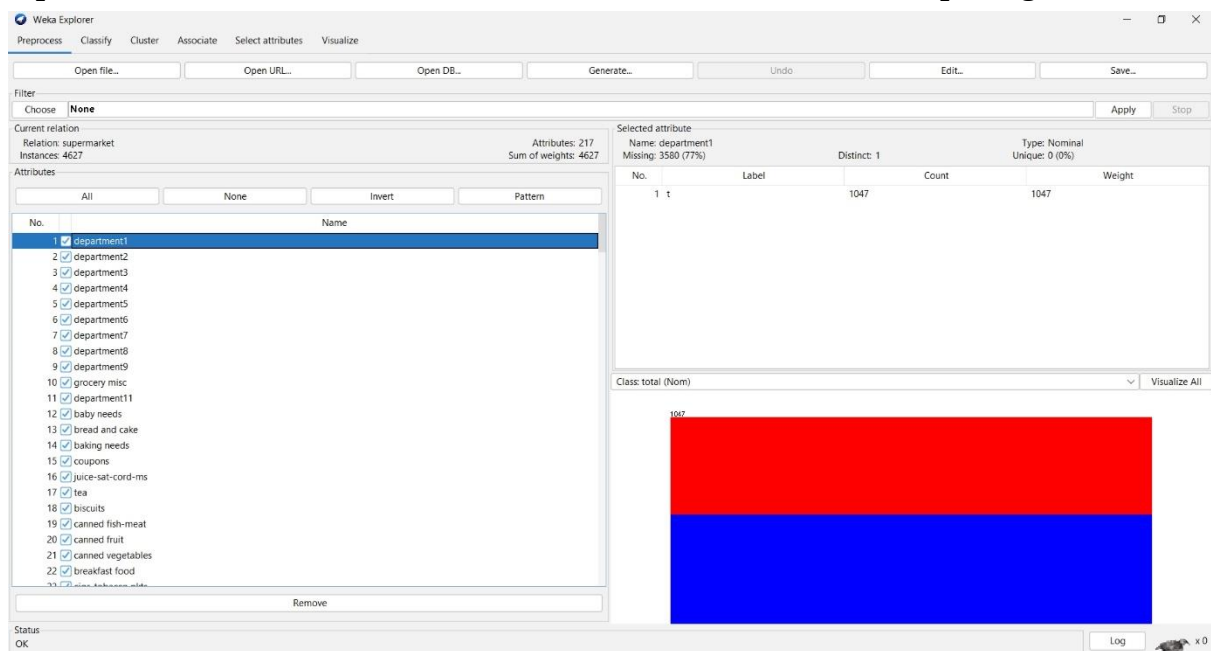 Weka Explorer
Preprocess Classify Cluster Associate Select attributes Visualize
Open file... Open URL... Open DB... Generate... Undo Edit... Save...
Filter
Choose None Apply Stop
Current relation
Relation: supermarket Attributes: 217
Instances: 4627 Sum of weights: 4627
Selected attribute
Name: department1 Type: Nominal
Missing: 3580 (77%) Distinct: 1 Unique: 0 (0%)
Attributes
All None Invert Pattern
No. Name
1 department1
2 department2
3 department3
4 department4
5 department5
6 department6
7 department7
8 department8
9 department9
10 grocery misc
11 department11
12 baby needs
13 bread and cake
14 baking needs
15 coupons
16 juice-sat-cord-ms
17 tea
18 biscuits
19 canned fish-meat
20 canned fruit
21 canned vegetables
22 breakfast food
Remove
No. Label Count Weight
1 t 1047 1047
Class: total (Nom) Visualize All
1047
Status
OK
Log x 0